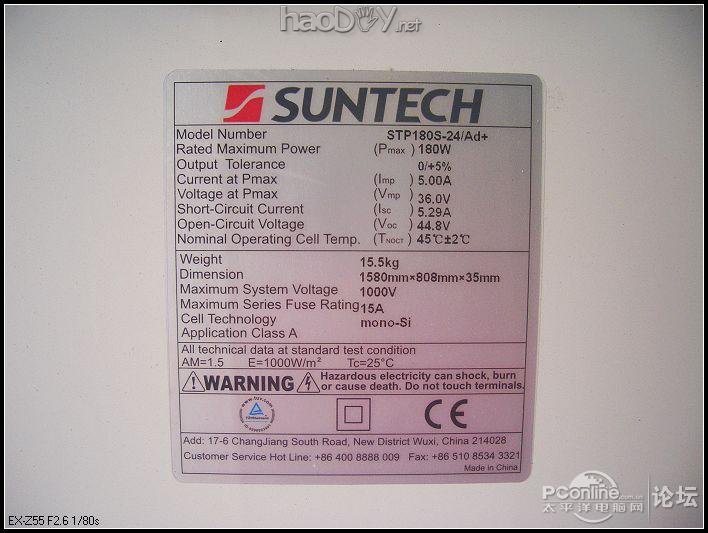 haoDIY.net
SUNTECH
Model Number STP180S-24/Ad+
Rated Maximum Power (Pmax) 180W
Output Tolerance 0/+5%
Current at Pmax (Imp) 5.00A
Voltage at Pmax (Vmp) 36.0V
Short-Circuit Current (Isc) 5.29A
Open-Circuit Voltage (Voc) 44.8V
Nominal Operating Cell Temp. (TNOCT) 45℃±2℃
Weight 15.5kg
Dimension 1580mm×808mm×35mm
Maximum System Voltage 1000V
Maximum Series Fuse Rating 15A
Cell Technology mono-Si
Application Class A
All technical data at standard test condition
AM=1.5 E=1000W/m² Tc=25°C
WARNING Hazardous electricity can shock, burn
or cause death. Do not touch terminals.
www.tuv.com
CE
Add: 17-6 ChangJiang South Road, New District Wuxi, China 214028
Customer Service Hot Line: +86 400 8888 009 Fax: +86 510 8534 3321
Made in China
PConline.com.cn
太平洋电脑网 论坛
EX-Z55 F2.6 1/80s